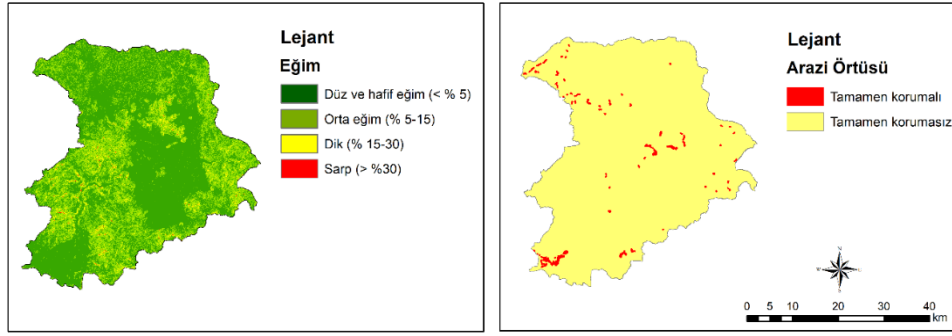 Lejant
Eğim
Düz ve hafif eğim (< % 5)
Orta eğim (% 5-15)
Dik (% 15-30)
Sarp (> %30)
Lejant
Arazi Örtüsü
Tamamen korumalı
Tamamen korumasız
N
0 5 10 20 30 40
km